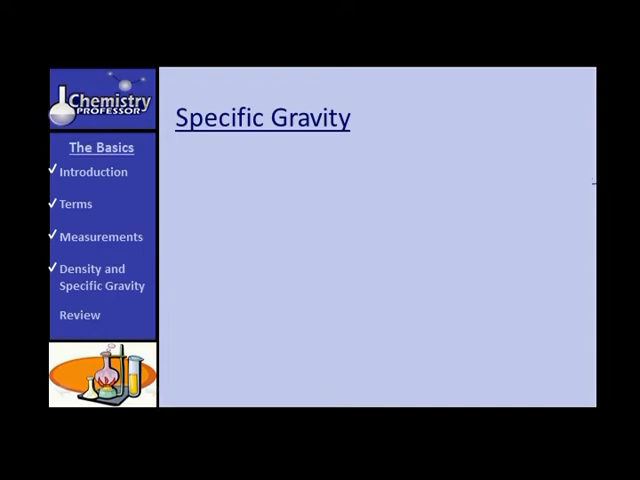 Chemistry
PROFESSOR
The Basics
Introduction
Terms
Measurements
Density and
Specific Gravity
Review
Specific Gravity